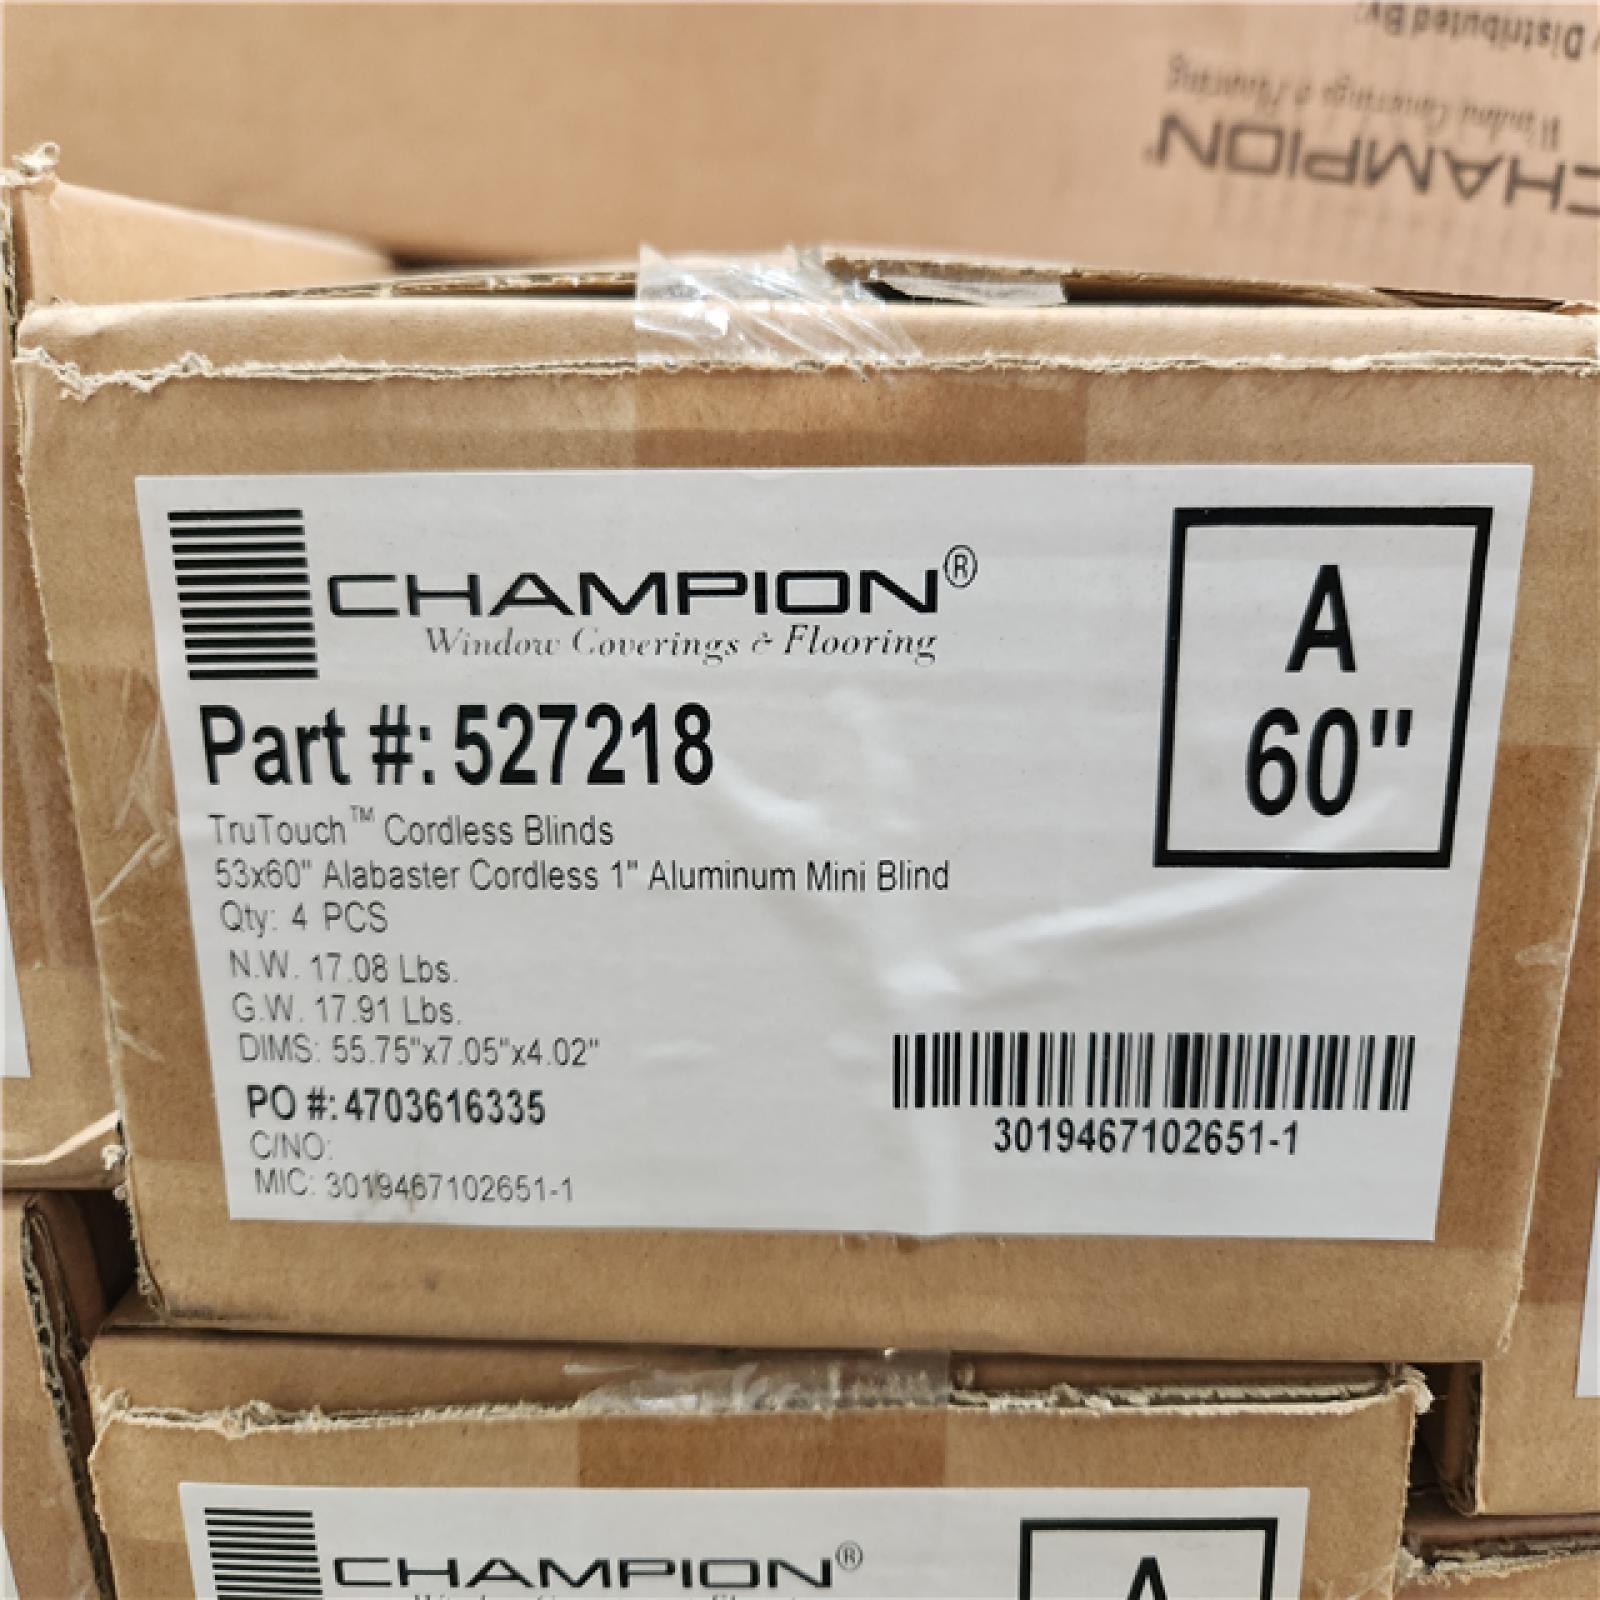 Distributed By:
Window Coverings & Flooring
CHAMPION®
CHAMPION®
Window Coverings & Flooring
A
60"
Part #: 527218
TruTouch™ Cordless Blinds
53x60" Alabaster Cordless 1" Aluminum Mini Blind
Qty: 4 PCS
N.W. 17.08 Lbs.
G.W. 17.91 Lbs.
DIMS: 55.75"x7.05"x4.02"
PO #: 4703616335
C/NO:
MIC: 3019467102651-1
3019467102651-1
CHAMPION®
A